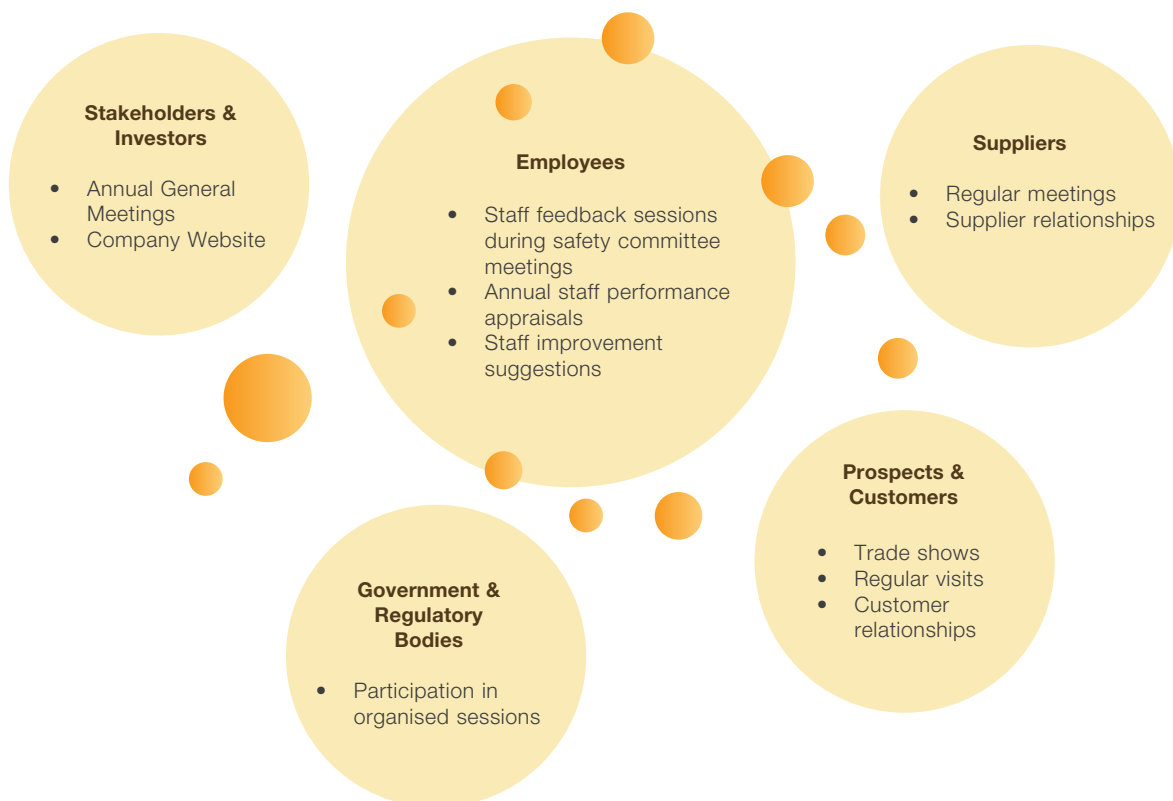 Stakeholders &
Investors
• Annual General
Meetings
• Company Website
Employees
• Staff feedback sessions
during safety committee
meetings
• Annual staff performance
appraisals
• Staff improvement
suggestions
Suppliers
• Regular meetings
• Supplier relationships
Government &
Regulatory
Bodies
• Participation in
organised sessions
Prospects &
Customers
• Trade shows
• Regular visits
• Customer
relationships